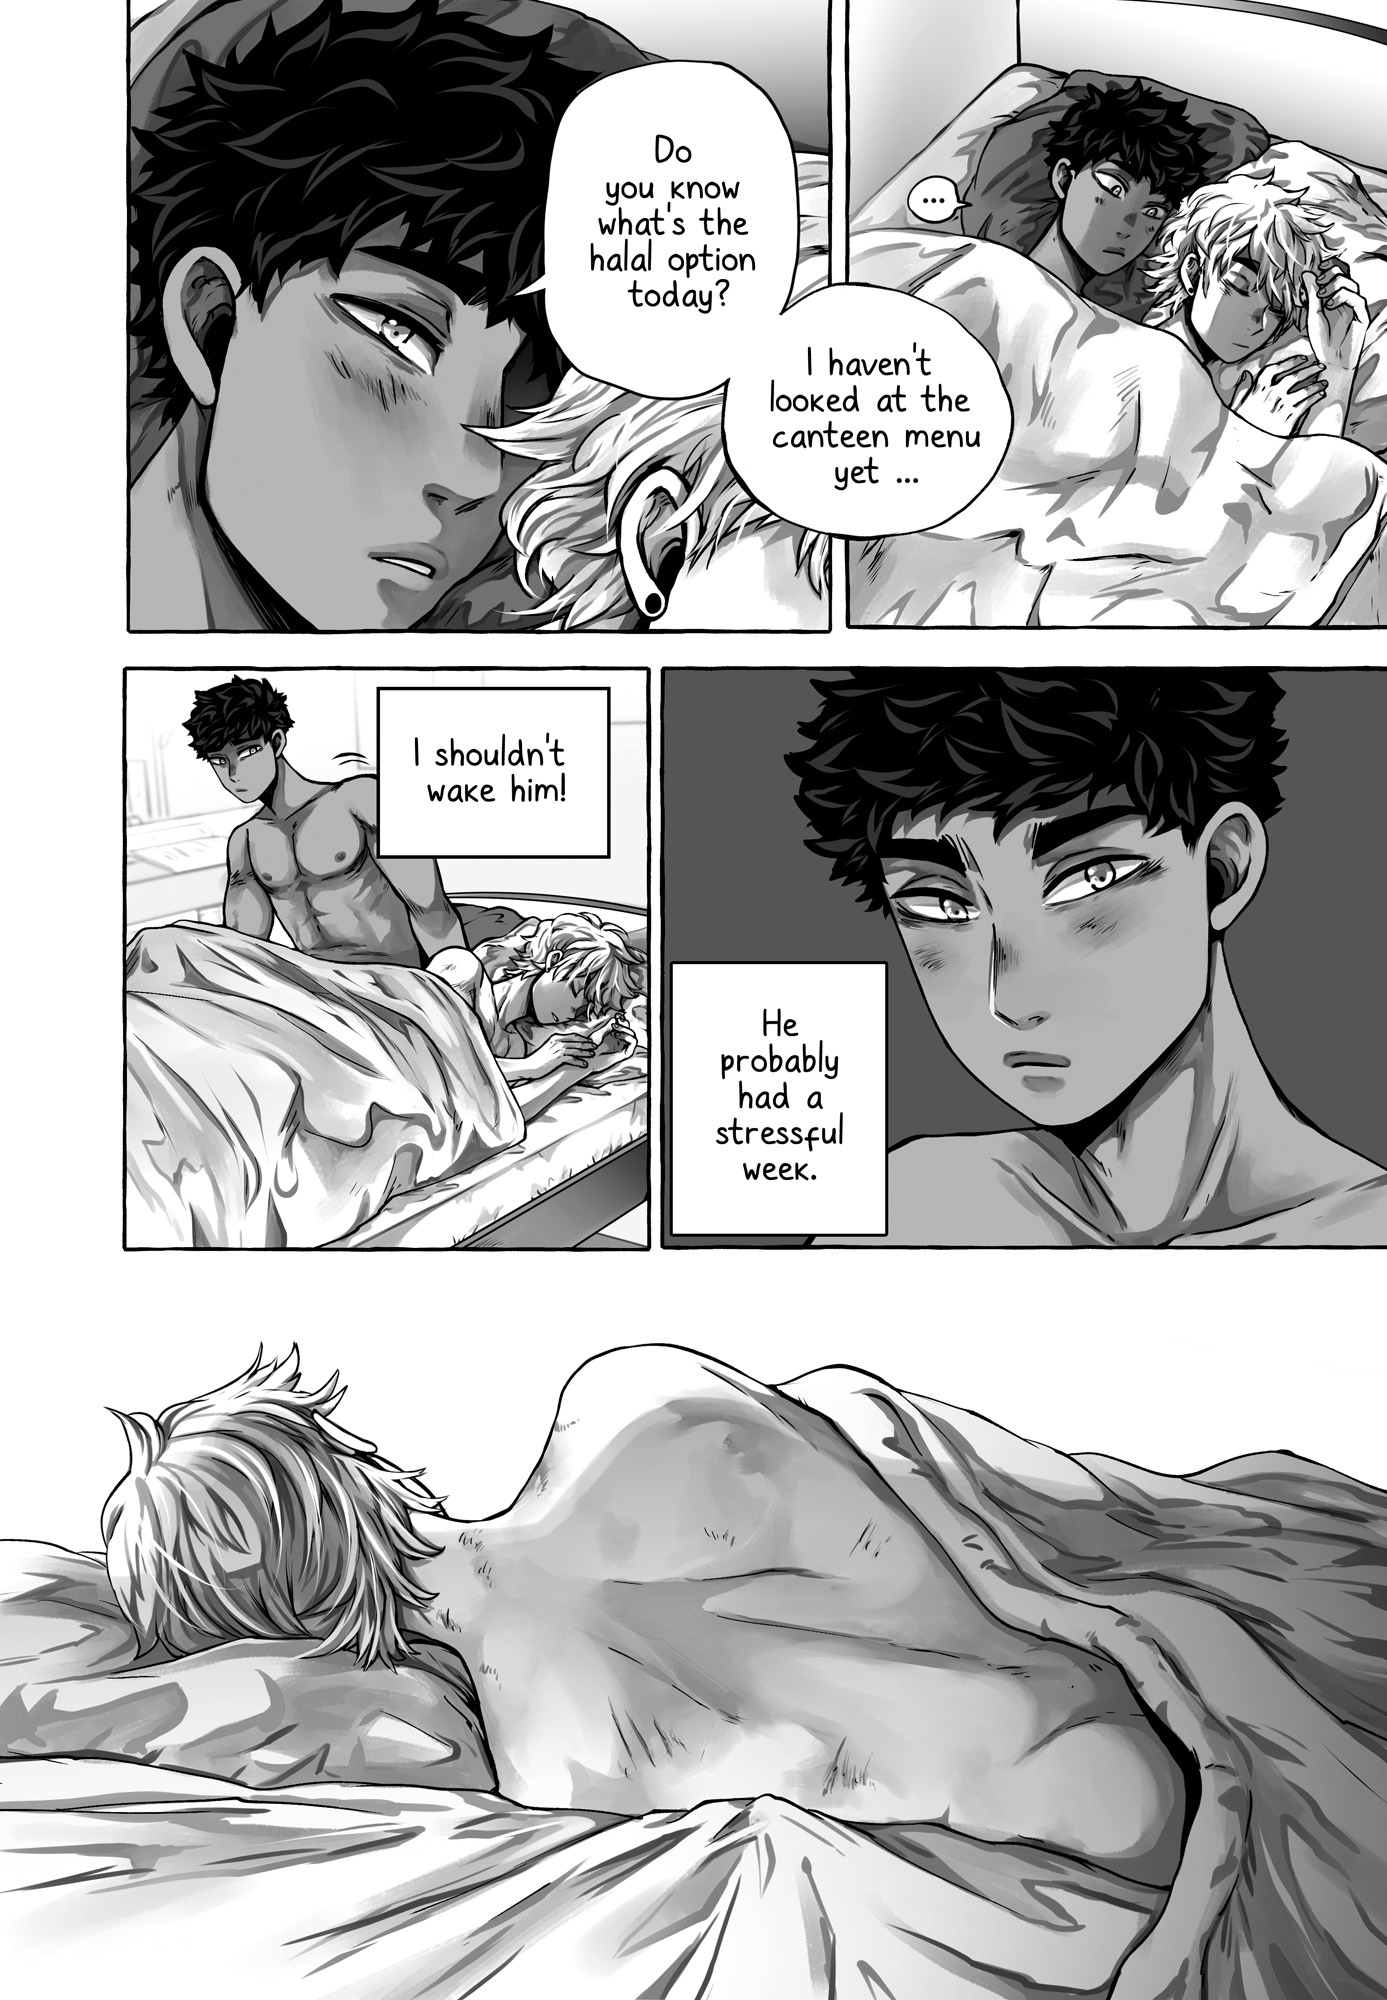 Do
you know
what's the
halal option
today?
I haven't
looked at the
canteen menu
yet ...
...
I shouldn't
wake him!
He
probably
had a
stressful
week.